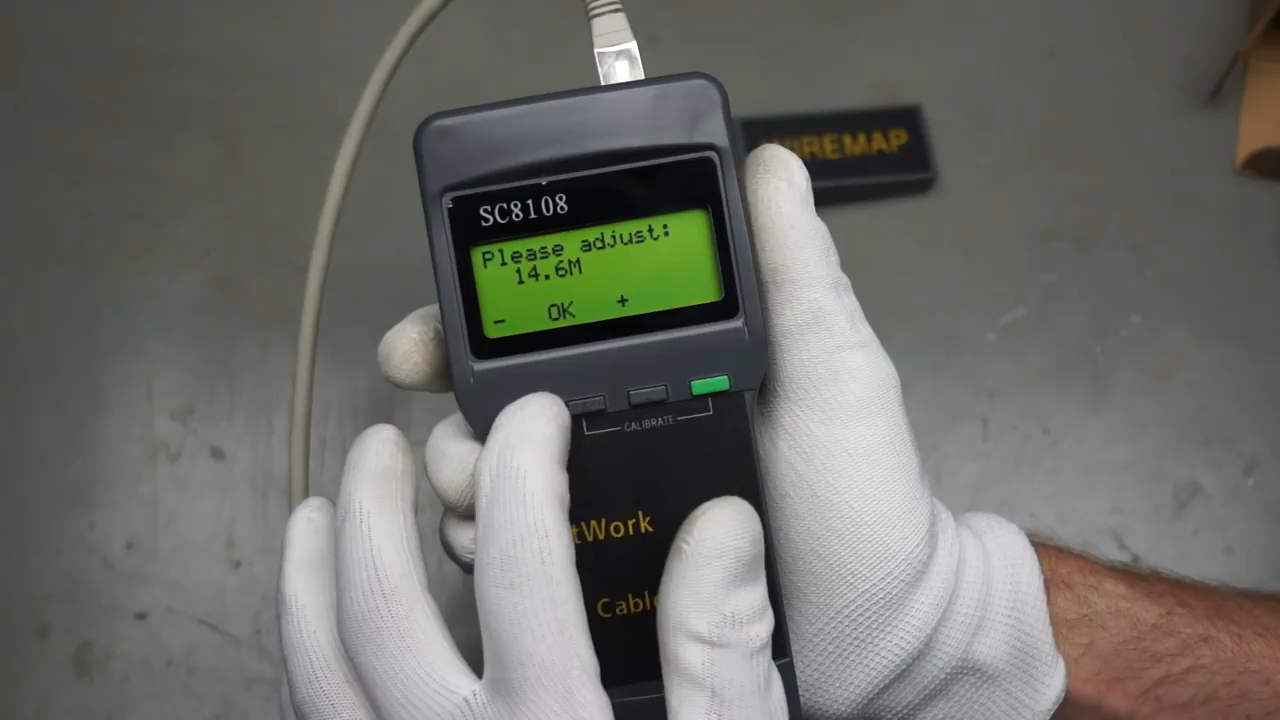 WIREMAP
SC8108
Please adjust:
14.6M
- OK +
CALIBRATE
tWork
Cabl